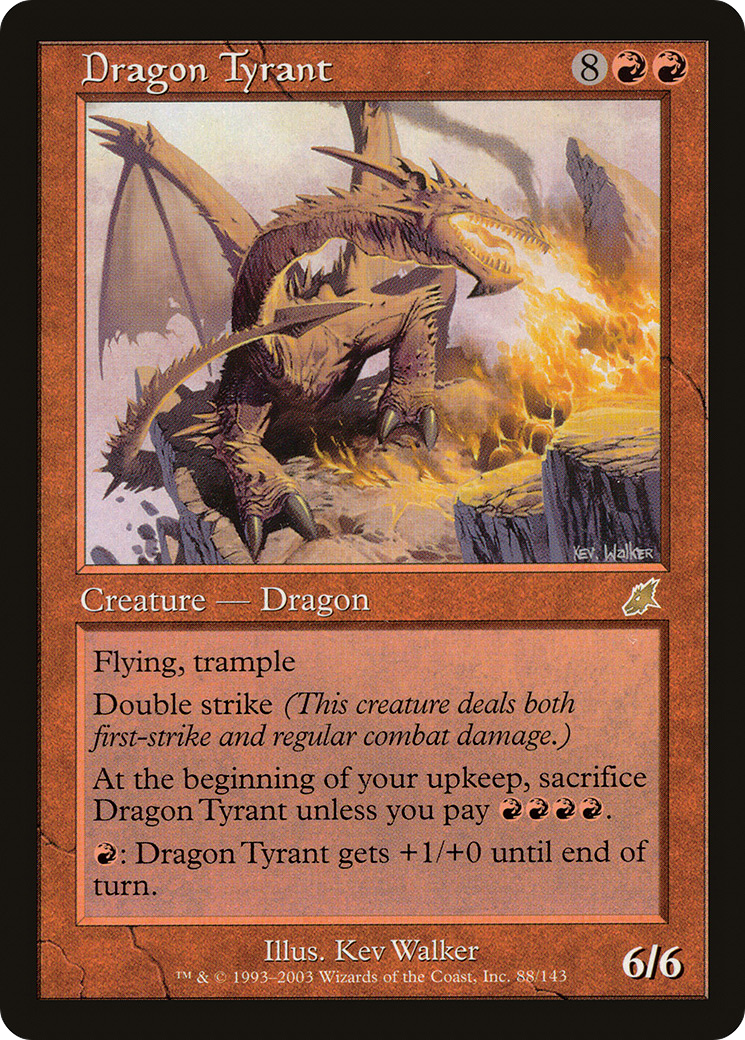 Dragon Tyrant 8
Kev. Walker
Creature — Dragon
Flying, trample
Double strike (This creature deals both
first-strike and regular combat damage.)
At the beginning of your upkeep, sacrifice
Dragon Tyrant unless you pay .
: Dragon Tyrant gets +1/+0 until end of
turn.
Illus. Kev Walker
™ & © 1993–2003 Wizards of the Coast, Inc. 88/143
6/6